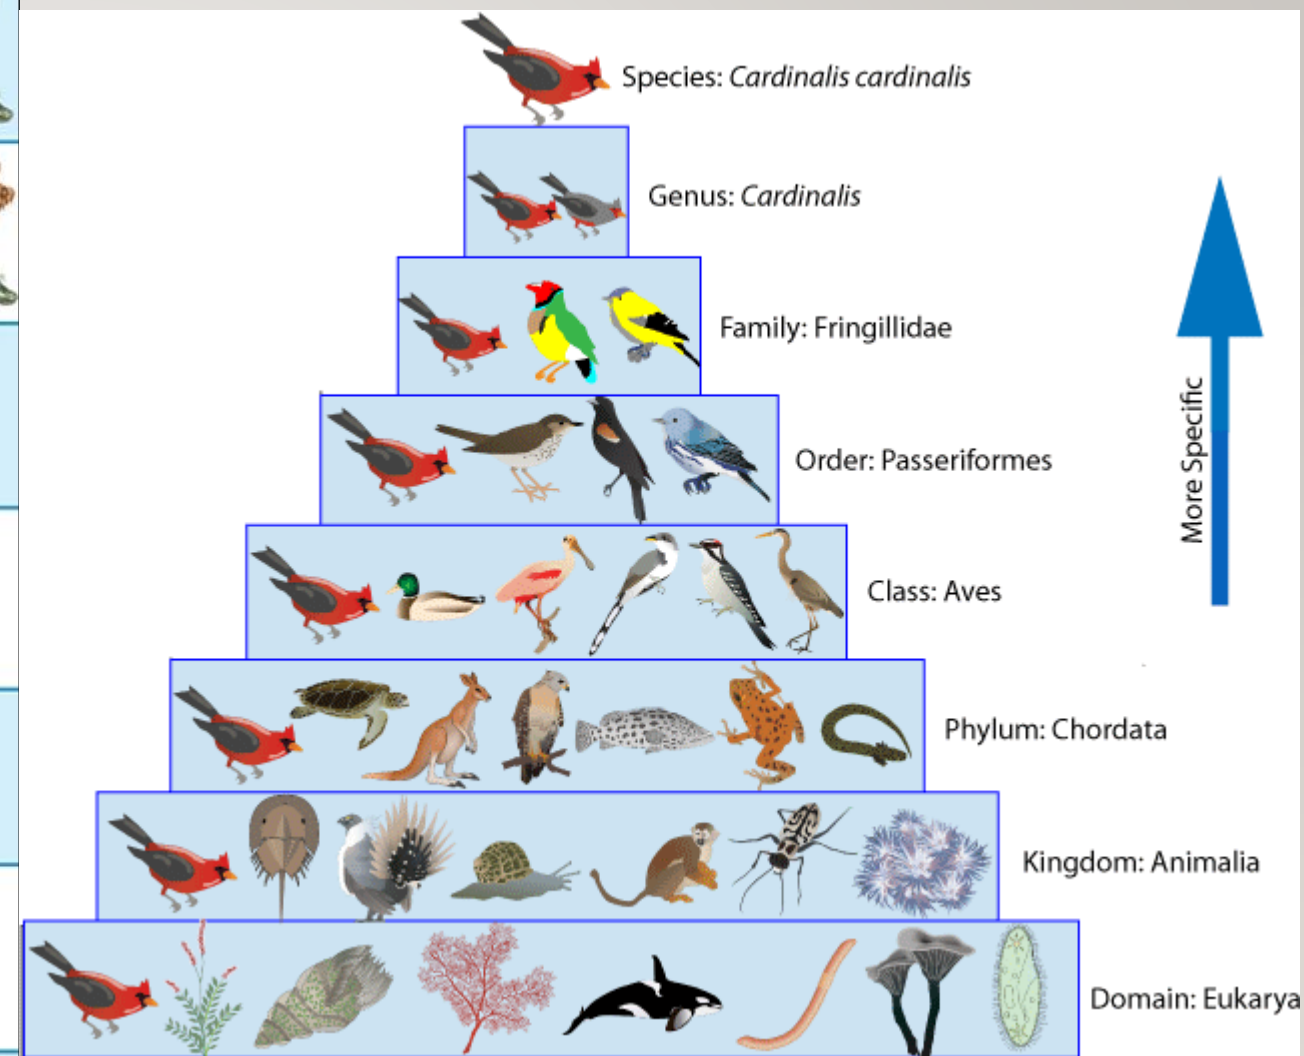 Species: Cardinalis cardinalis
Genus: Cardinalis
Family: Fringillidae
Order: Passeriformes
More Specific
Class: Aves
Phylum: Chordata
Kingdom: Animalia
Domain: Eukarya